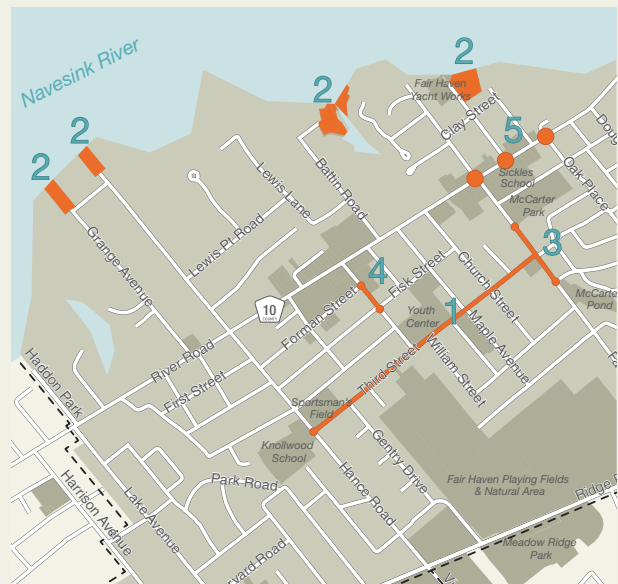 Navesink River
2
2
2
2
Fair Haven
Yacht Works
Clay Street
5
Sickles
School
Oak Place
McCarter
Park
Lewis Lane
Battin Road
Lewis Pt Road
Grange Avenue
3
4
Fisk Street
Church Street
McCarte
Pond
10
COUNTY
Forman Street
Youth
Center
1
Maple Avenue
William Street
River Road
First Street
Third Street
Haddon Park
Sportsman's
Field
Knollwood
School
Gentry Drive
Hance Road
Park Road
Fair Haven Playing Fields
& Natural Area
Harrison Avenue
Lake Avenue
Meadow Ridge
Park